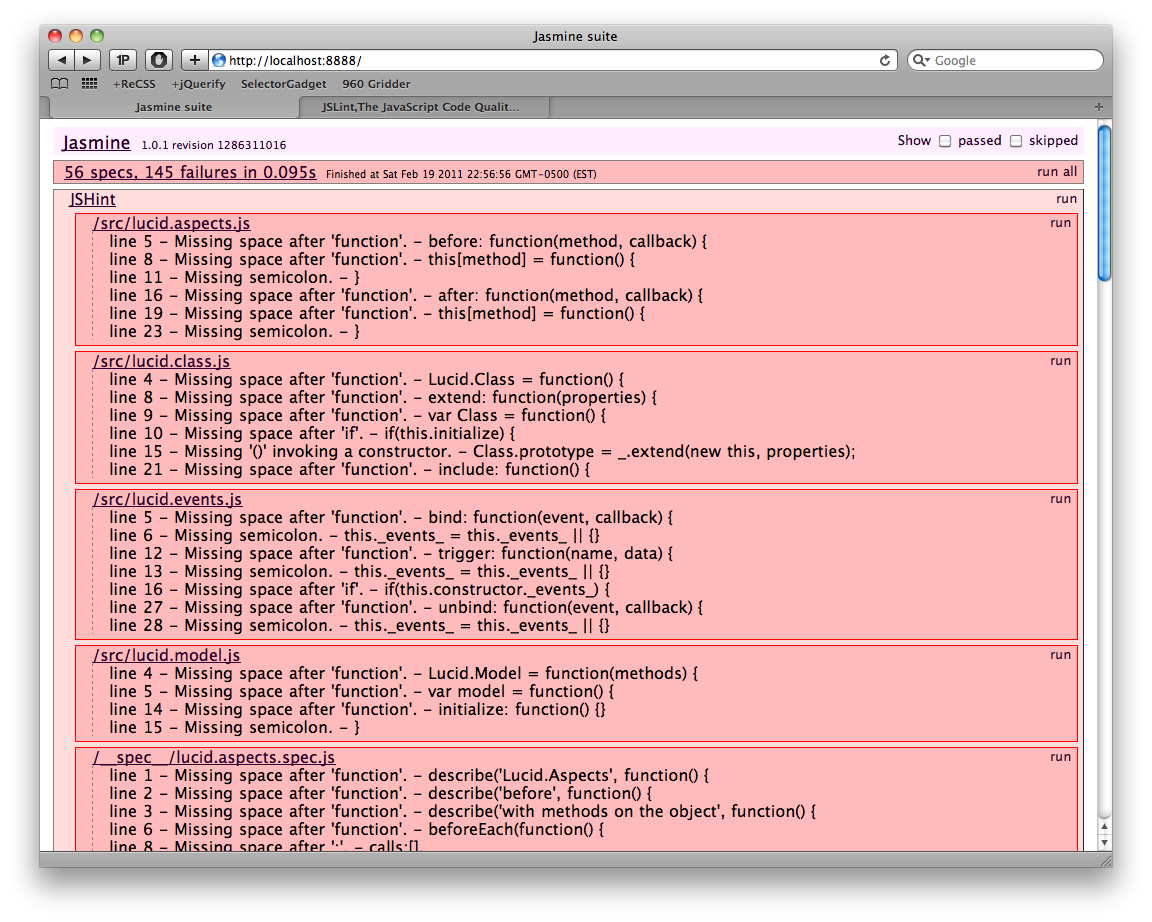 Jasmine suite
1P
http://localhost:8888/
Google
+ReCSS +jQuerify SelectorGadget 960 Gridder
Jasmine suite JSLint,The JavaScript Code Qualit...
Jasmine 1.0.1 revision 1286311016 Show passed skipped
56 specs, 145 failures in 0.095s Finished at Sat Feb 19 2011 22:56:56 GMT-0500 (EST) run all
JSHint run
/src/lucid.aspects.js run
line 5 - Missing space after 'function'. - before: function(method, callback) {
line 8 - Missing space after 'function'. - this[method] = function() {
line 11 - Missing semicolon. - }
line 16 - Missing space after 'function'. - after: function(method, callback) {
line 19 - Missing space after 'function'. - this[method] = function() {
line 23 - Missing semicolon. - }
/src/lucid.class.js run
line 4 - Missing space after 'function'. - Lucid.Class = function() {
line 8 - Missing space after 'function'. - extend: function(properties) {
line 9 - Missing space after 'function'. - var Class = function() {
line 10 - Missing space after 'if'. - if(this.initialize) {
line 15 - Missing '()' invoking a constructor. - Class.prototype = _.extend(new this, properties);
line 21 - Missing space after 'function'. - include: function() {
/src/lucid.events.js run
line 5 - Missing space after 'function'. - bind: function(event, callback) {
line 6 - Missing semicolon. - this._events_ = this._events_ || {}
line 12 - Missing space after 'function'. - trigger: function(name, data) {
line 13 - Missing semicolon. - this._events_ = this._events_ || {}
line 16 - Missing space after 'if'. - if(this.constructor._events_) {
line 27 - Missing space after 'function'. - unbind: function(event, callback) {
line 28 - Missing semicolon. - this._events_ = this._events_ || {}
/src/lucid.model.js run
line 4 - Missing space after 'function'. - Lucid.Model = function(methods) {
line 5 - Missing space after 'function'. - var model = function() {
line 14 - Missing space after 'function'. - initialize: function() {}
line 15 - Missing semicolon. - }
/__spec__/lucid.aspects.spec.js run
line 1 - Missing space after 'function'. - describe('Lucid.Aspects', function() {
line 2 - Missing space after 'function'. - describe('before', function() {
line 3 - Missing space after 'function'. - describe('with methods on the object', function() {
line 6 - Missing space after 'function'. - beforeEach(function() {
line 8 - Missing space after ':'. - calls:[],